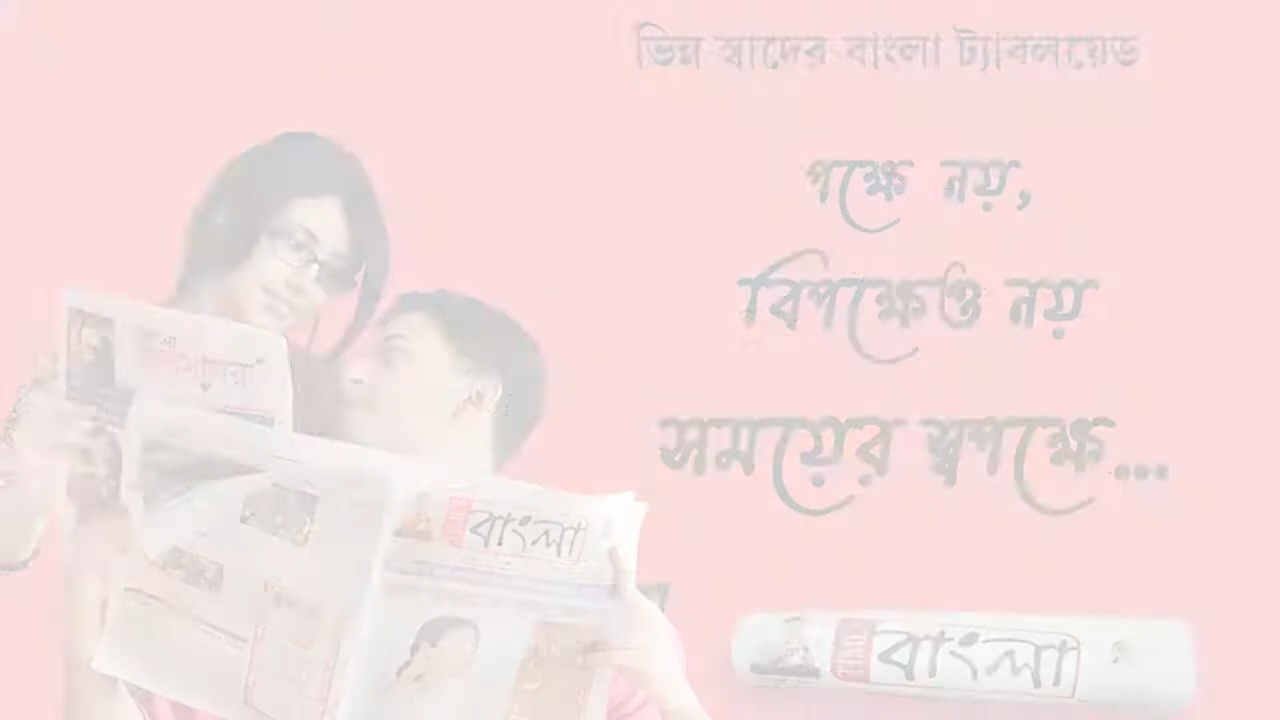 ভিন্ন স্বাদের বাংলা ট্যাবলয়েড
পক্ষে নয়,
বিপক্ষেও নয়
সময়ের স্বপক্ষে...
বাংলা
বাংলা